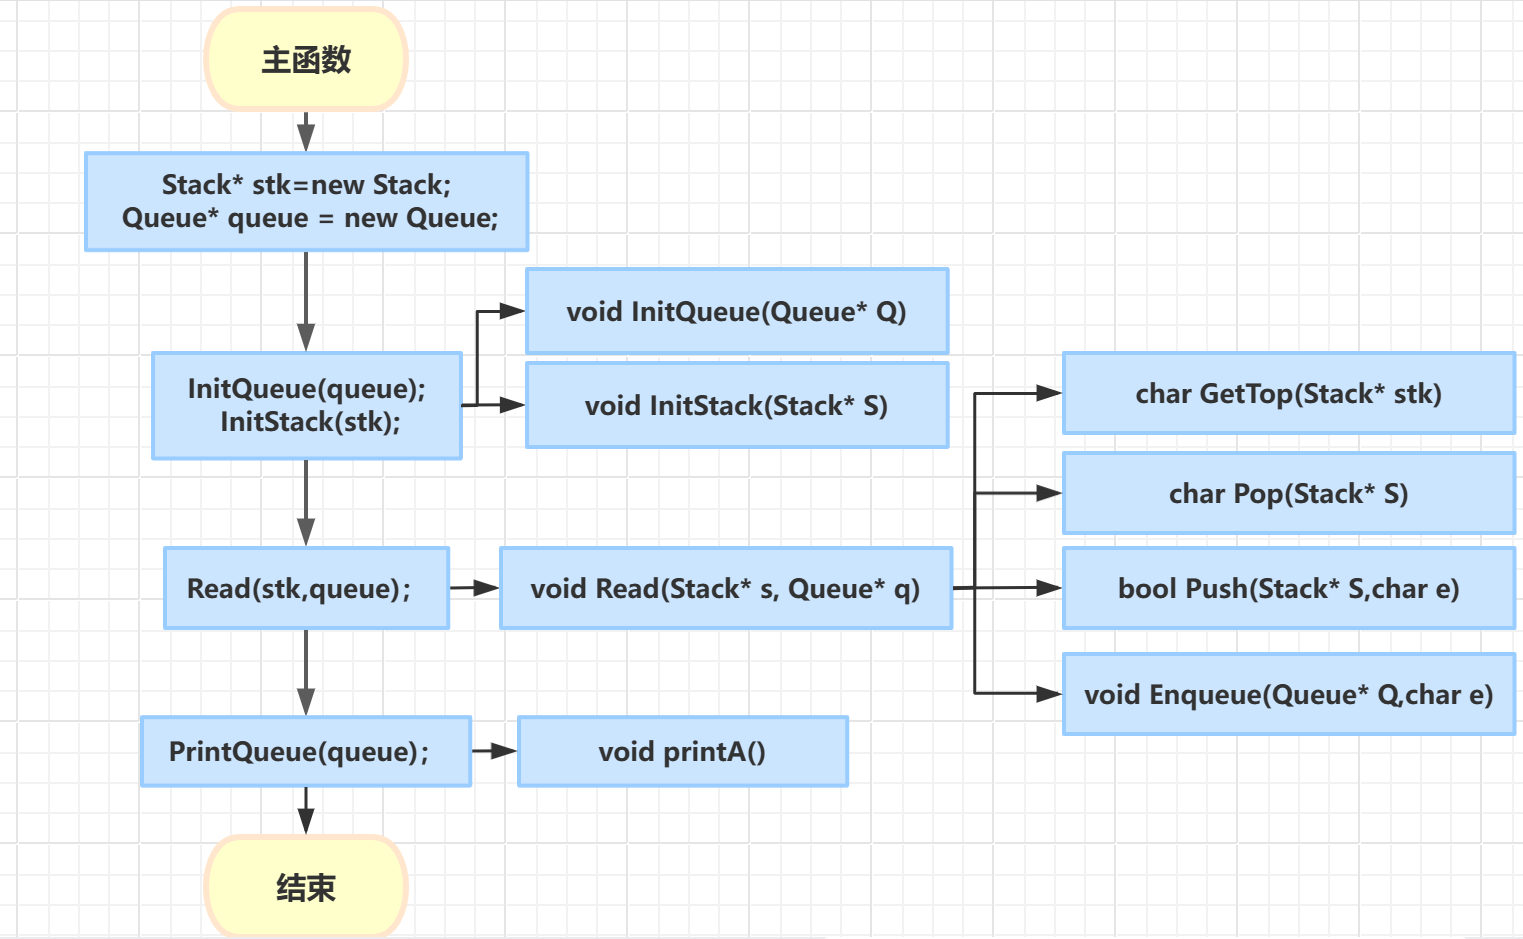 主函数
Stack* stk=new Stack;
Queue* queue = new Queue;
void InitQueue(Queue* Q)
InitQueue(queue);
InitStack(stk);
void InitStack(Stack* S)
char GetTop(Stack* stk)
char Pop(Stack* S)
Read(stk,queue);
void Read(Stack* s, Queue* q)
bool Push(Stack* S,char e)
void Enqueue(Queue* Q,char e)
PrintQueue(queue);
void printA()
结束